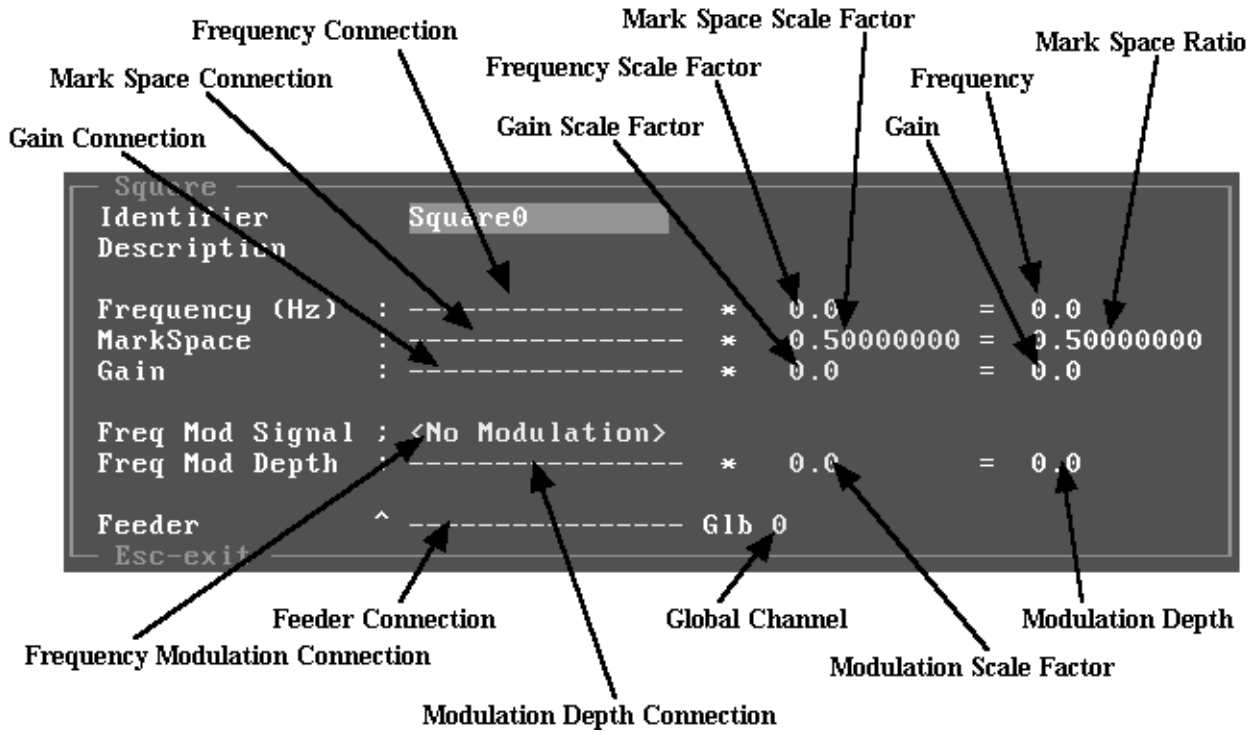 Mark Space Scale Factor
Frequency Connection
Mark Space Ratio
Frequency Scale Factor
Mark Space Connection
Frequency
Gain Scale Factor
Gain
Gain Connection
Square
Identifier Square0
Description
Frequency (Hz) : --------------- * 0.0 = 0.0
MarkSpace : --------------- * 0.50000000 = 0.50000000
Gain : --------------- * 0.0 = 0.0
Freq Mod Signal : <No Modulation>
Freq Mod Depth : --------------- * 0.0 = 0.0
Feeder ^ --------------- Glb 0
Esc-exit
Feeder Connection
Global Channel
Modulation Depth
Frequency Modulation Connection
Modulation Scale Factor
Modulation Depth Connection